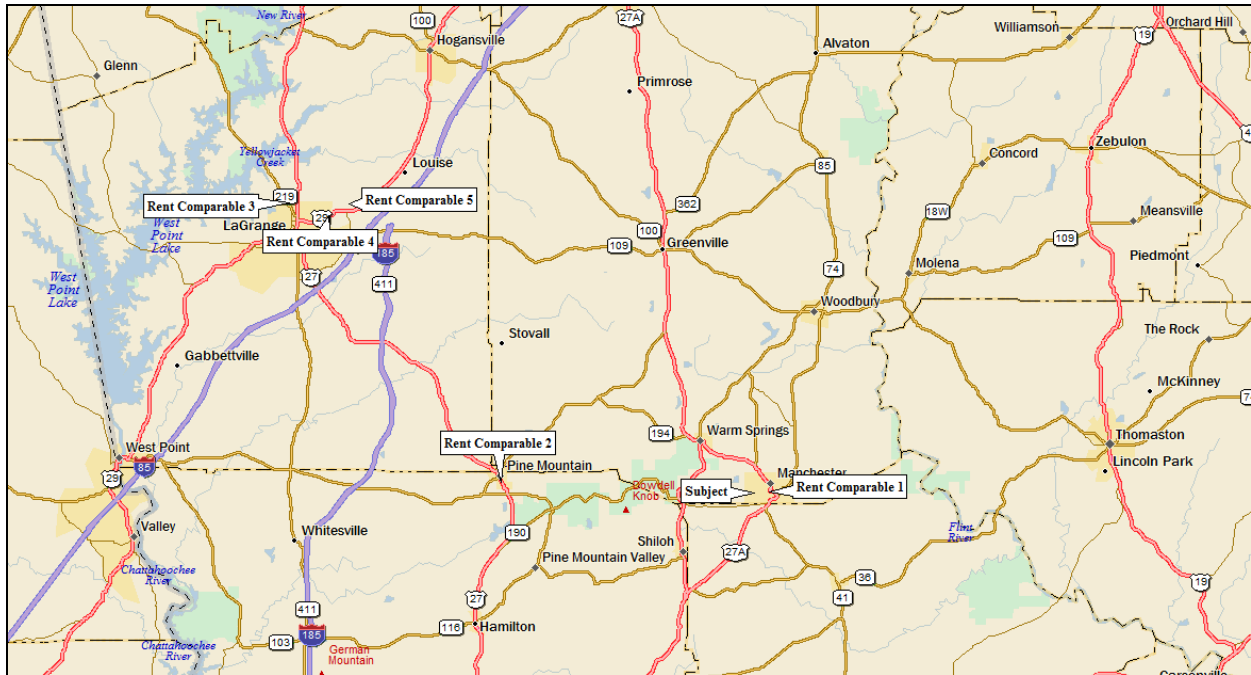 New River
100
27A
Hogansville
Glenn
Primrose
Alvaton
Williamson
19
Orchard Hill
Yellowjacket
Creek
Louise
85
Concord
Zebulon
219
Rent Comparable 3
Rent Comparable 5
362
18W
Meansville
West
Point
Lake
LaGrange
29
Rent Comparable 4
100
Greenville
109
109
185
27
411
West
Point
Lake
74
Molena
Piedmont
Woodbury
Stovall
The Rock
Gabbettville
McKinney
194
Warm Springs
Thomaston
West Point
85
29
Rent Comparable 2
Pine Mountain
Manchester
Lincoln Park
Subject
Rent Comparable 1
Dowdell
Knob
Valley
Whitesville
190
Shiloh
27A
Flint
River
Pine Mountain Valley
Chattahoochee
River
36
41
19
27
411
185
116
Hamilton
103
Chattahoochee
River
German
Mountain